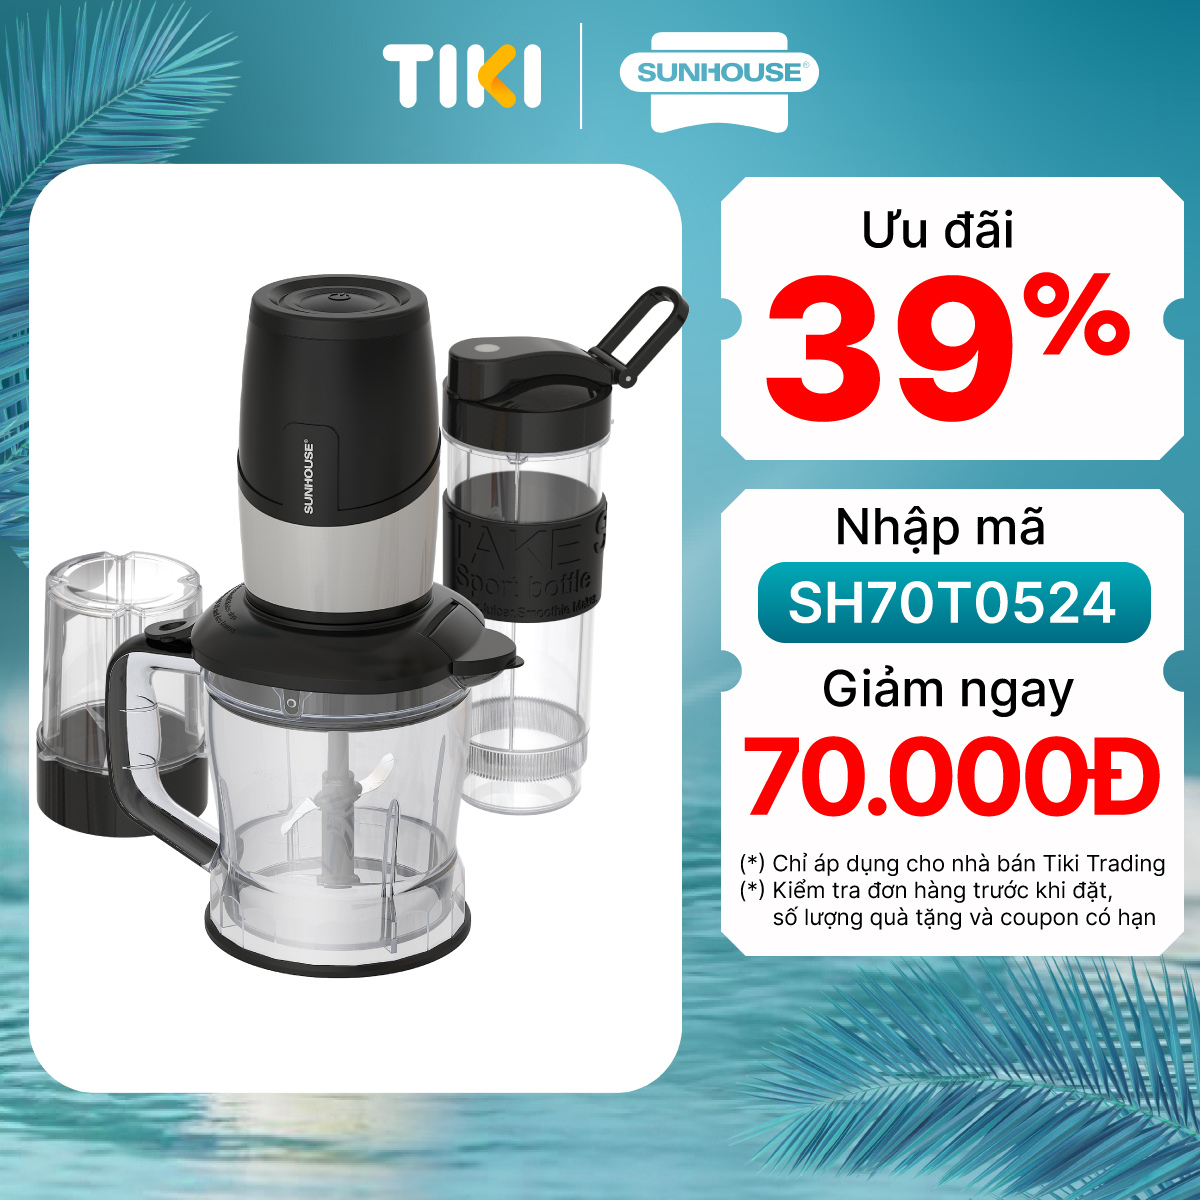 TIKI
SUNHOUSE®
Ưu đãi
39%
Nhập mã
SH70T0524
Giảm ngay
70.000Đ
(*) Chỉ áp dụng cho nhà bán Tiki Trading
(*) Kiểm tra đơn hàng trước khi đặt,
số lượng quà tặng và coupon có hạn
SUNHOUSE®
TAKE S
Sport bottle
Smoothie Maker